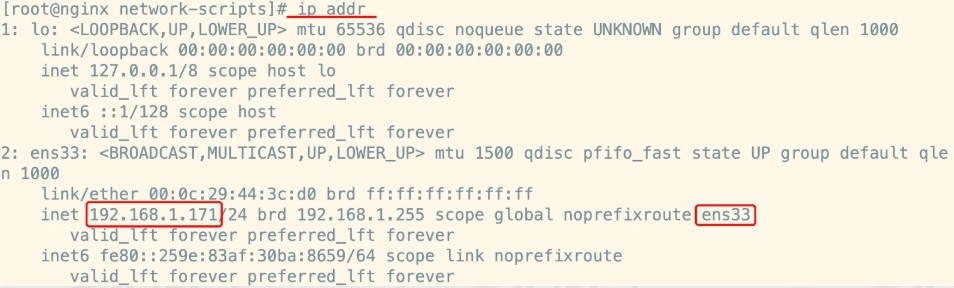 [root@nginx network-scripts]# ip addr
1: lo: <LOOPBACK,UP,LOWER_UP> mtu 65536 qdisc noqueue state UNKNOWN group default qlen 1000
link/loopback 00:00:00:00:00:00 brd 00:00:00:00:00:00
inet 127.0.0.1/8 scope host lo
valid_lft forever preferred_lft forever
inet6 ::1/128 scope host
valid_lft forever preferred_lft forever
2: ens33: <BROADCAST,MULTICAST,UP,LOWER_UP> mtu 1500 qdisc pfifo_fast state UP group default qle
n 1000
link/ether 00:0c:29:44:3c:d0 brd ff:ff:ff:ff:ff:ff
inet 192.168.1.171/24 brd 192.168.1.255 scope global noprefixroute ens33
valid_lft forever preferred_lft forever
inet6 fe80::259e:83af:30ba:8659/64 scope link noprefixroute
valid_lft forever preferred_lft forever